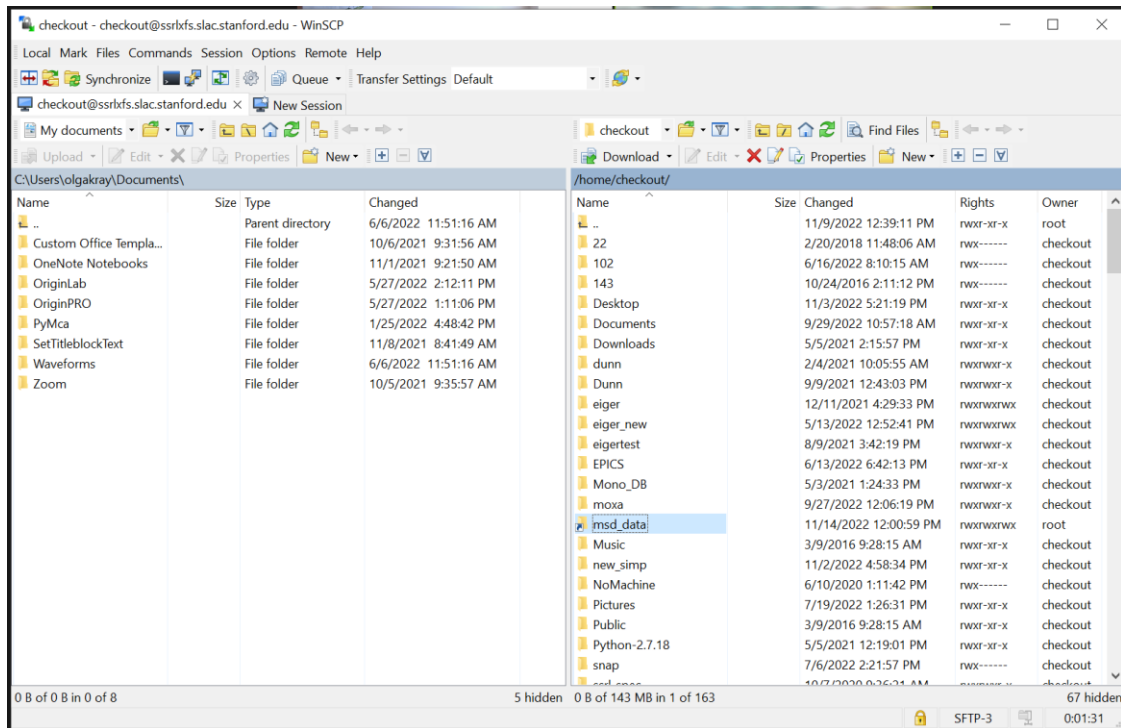 checkout - checkout@ssrlxfs.slac.stanford.edu - WinSCP
Local Mark Files Commands Session Options Remote Help
Synchronize Queue Transfer Settings Default
checkout@ssrlxfs.slac.stanford.edu × New Session
My documents checkout Find Files
Upload Edit Properties New Download Edit Properties New
C:\Users\olgakray\Documents\ /home/checkout/
Name Size Type Changed Name Size Changed Rights Owner
.. Parent directory 6/6/2022 11:51:16 AM .. 11/9/2022 12:39:11 PM rwxr-xr-x root
Custom Office Templa... File folder 10/6/2021 9:31:56 AM 22 2/20/2018 11:48:06 AM rwx------ checkout
OneNote Notebooks File folder 11/1/2021 9:21:50 AM 102 6/16/2022 8:10:15 AM rwx------ checkout
OriginLab File folder 5/27/2022 2:12:11 PM 143 10/24/2016 2:11:12 PM rwx------ checkout
OriginPRO File folder 5/27/2022 1:11:06 PM Desktop 11/3/2022 5:21:19 PM rwxr-xr-x checkout
PyMca File folder 1/25/2022 4:48:42 PM Documents 9/29/2022 10:57:18 AM rwxr-xr-x checkout
SetTitleblockText File folder 11/8/2021 8:41:49 AM Downloads 5/5/2021 2:15:57 PM rwxr-xr-x checkout
Waveforms File folder 6/6/2022 11:51:16 AM dunn 2/4/2021 10:05:55 AM rwxrwxr-x checkout
Zoom File folder 10/5/2021 9:35:57 AM Dunn 9/9/2021 12:43:03 PM rwxrwxr-x checkout
eiger 12/11/2021 4:29:33 PM rwxrwxrwx checkout
eiger_new 5/13/2022 12:52:41 PM rwxrwxrwx checkout
eigertest 8/9/2021 3:42:19 PM rwxrwxr-x checkout
EPICS 6/13/2022 6:42:13 PM rwxr-xr-x checkout
Mono_DB 5/3/2021 1:24:33 PM rwxrwxr-x checkout
moxa 9/27/2022 12:06:19 PM rwxrwxr-x checkout
msd_data 11/14/2022 12:00:59 PM rwxrwxrwx root
Music 3/9/2016 9:28:15 AM rwxr-xr-x checkout
new_simp 11/2/2022 4:58:34 PM rwxr-xr-x checkout
NoMachine 6/10/2020 1:11:42 PM rwx------ checkout
Pictures 7/19/2022 1:26:31 PM rwxr-xr-x checkout
Public 3/9/2016 9:28:15 AM rwxr-xr-x checkout
Python-2.7.18 5/5/2021 12:19:01 PM rwxr-xr-x checkout
snap 7/6/2022 2:21:57 PM rwx------ checkout
0 B of 0 B in 0 of 8 5 hidden 0 B of 143 MB in 1 of 163 67 hidden
SFTP-3 0:01:31